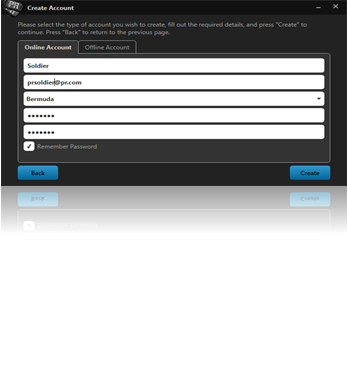 PR
Create Account
Please select the type of account you wish to create, fill out the required details, and press "Create" to
continue. Press "Back" to return to the previous page.
Online Account Offline Account
Soldier
prsoldier@pr.com
Bermuda
•••••••
•••••••
Remember Password
Back Create